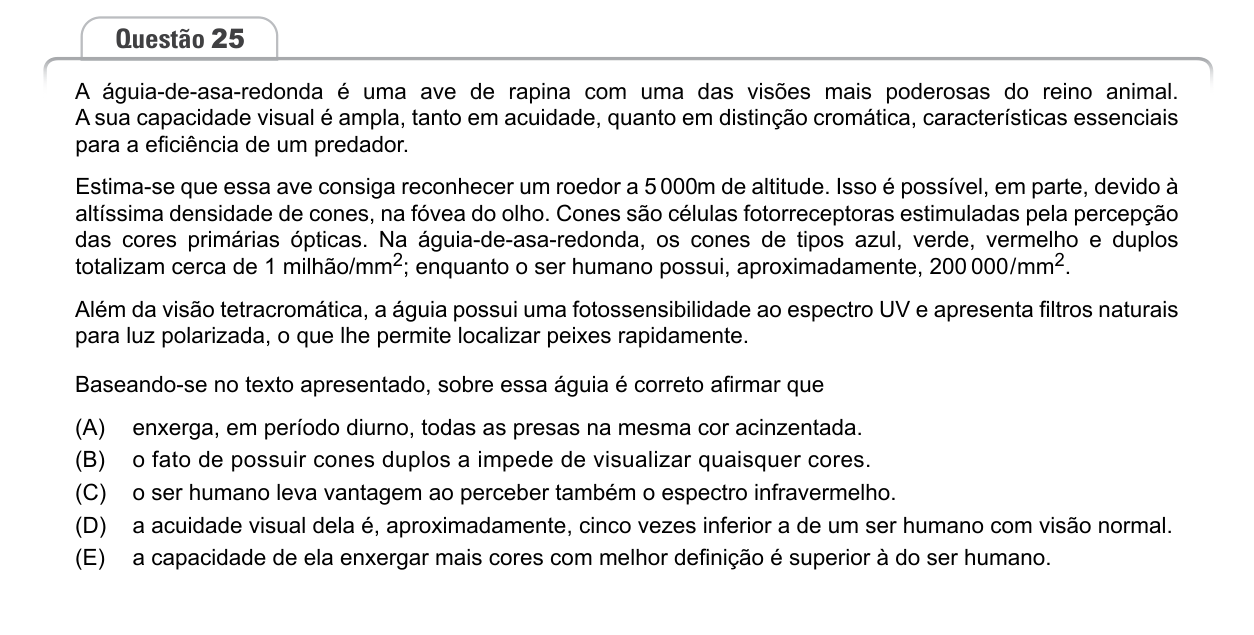 Questão 25
A águia-de-asa-redonda é uma ave de rapina com uma das visões mais poderosas do reino animal.
A sua capacidade visual é ampla, tanto em acuidade, quanto em distinção cromática, características essenciais
para a eficiência de um predador.
Estima-se que essa ave consiga reconhecer um roedor a 5 000m de altitude. Isso é possível, em parte, devido à
altíssima densidade de cones, na fóvea do olho. Cones são células fotorreceptoras estimuladas pela percepção
das cores primárias ópticas. Na águia-de-asa-redonda, os cones de tipos azul, verde, vermelho e duplos
totalizam cerca de 1 milhão/mm²; enquanto o ser humano possui, aproximadamente, 200 000/mm².
Além da visão tetracromática, a águia possui uma fotossensibilidade ao espectro UV e apresenta filtros naturais
para luz polarizada, o que lhe permite localizar peixes rapidamente.
Baseando-se no texto apresentado, sobre essa águia é correto afirmar que
(A) enxerga, em período diurno, todas as presas na mesma cor acinzentada.
(B) o fato de possuir cones duplos a impede de visualizar quaisquer cores.
(C) o ser humano leva vantagem ao perceber também o espectro infravermelho.
(D) a acuidade visual dela é, aproximadamente, cinco vezes inferior a de um ser humano com visão normal.
(E) a capacidade de ela enxergar mais cores com melhor definição é superior à do ser humano.